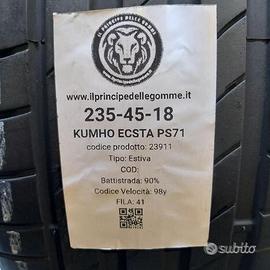 IL PRINCIPE DELLE GOMME
www.ilprincipedellegomme.it
235-45-18
KUMHO ECSTA PS71
codice prodotto: 23911
Tipo: Estiva
COD:
Battistrada: 90%
Codice Velocità: 98y
FILA: 41
subito